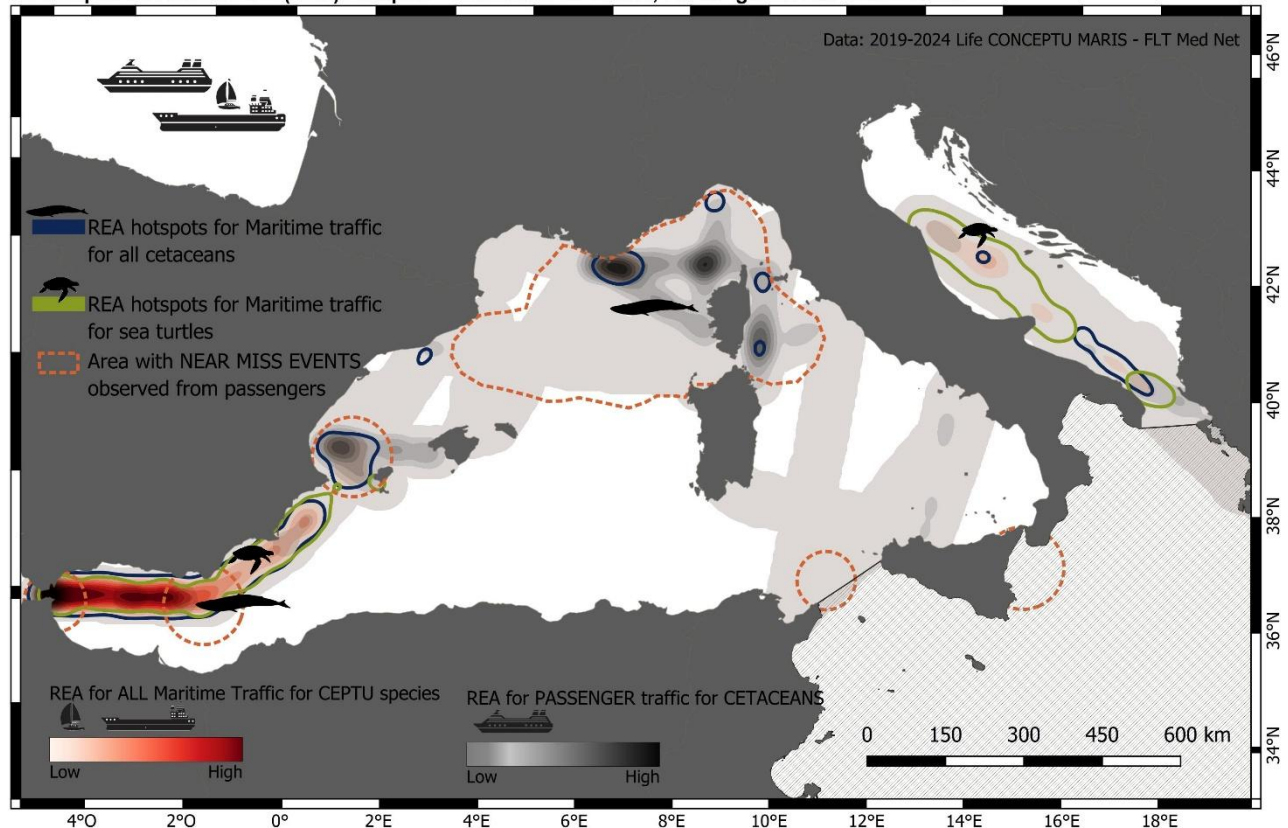 Data: 2019-2024 Life CONCEPTU MARIS - FLT Med Net
REA hotspots for Maritime traffic
for all cetaceans
REA hotspots for Maritime traffic
for sea turtles
Area with NEAR MISS EVENTS
observed from passengers
REA for ALL Maritime Traffic for CEPTU species
Low High
REA for PASSENGER traffic for CETACEANS
Low High
0 150 300 450 600 km
46°N
44°N
42°N
40°N
38°N
36°N
34°N
4°O 2°O 0° 2°E 4°E 6°E 8°E 10°E 12°E 14°E 16°E 18°E